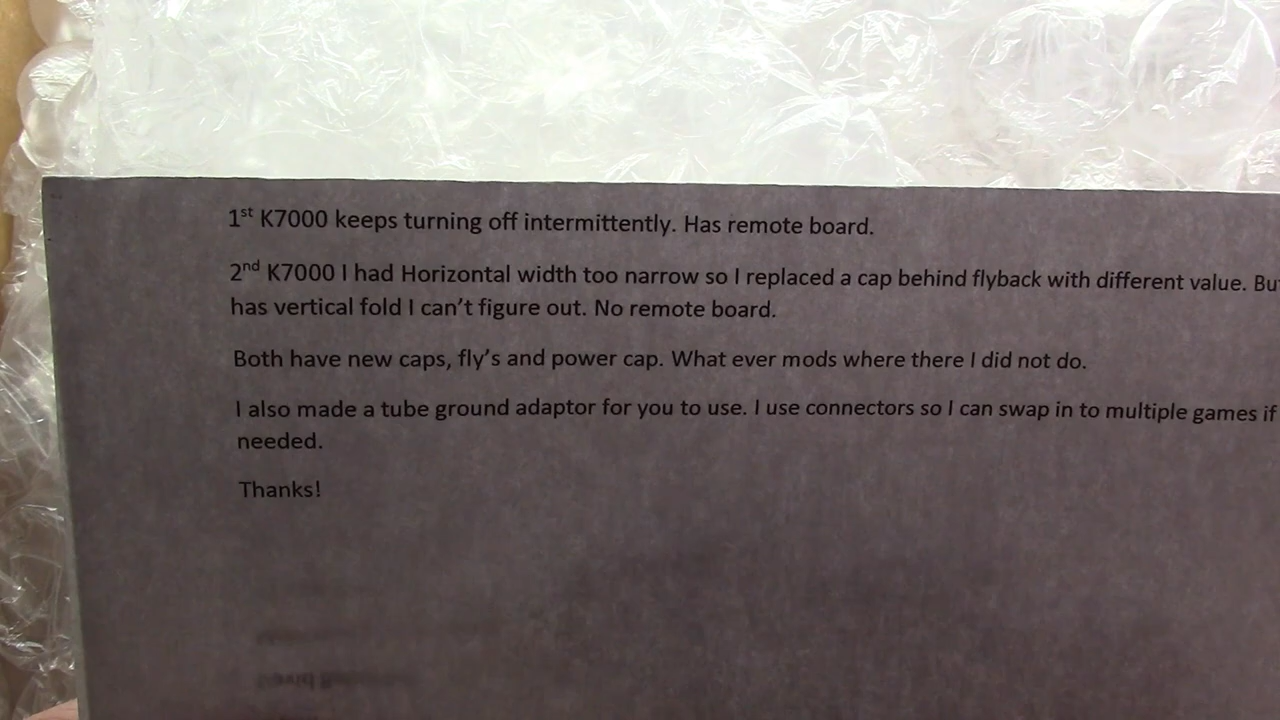 1st K7000 keeps turning off intermittently. Has remote board.
2nd K7000 I had Horizontal width too narrow so I replaced a cap behind flyback with different value.
has vertical fold I can't figure out. No remote board.
Both have new caps, fly's and power cap. What ever mods where there I did not do.
I also made a tube ground adaptor for you to use. I use connectors so I can swap in to multiple games if
needed.
Thanks!